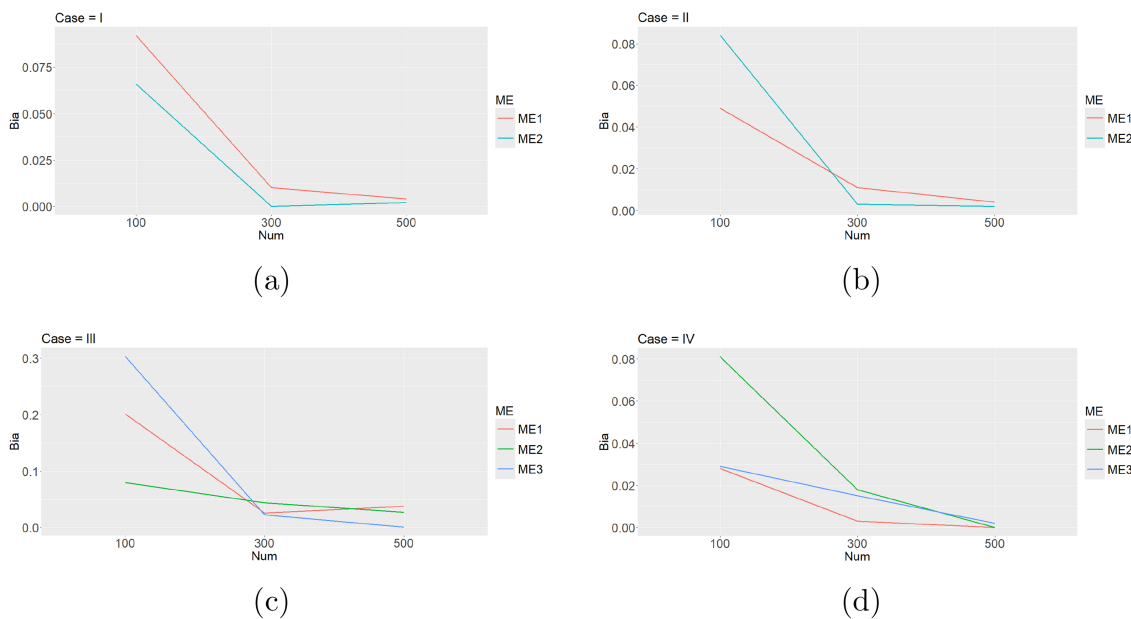 Case = I
0.075
0.050
0.025
0.000
Bia
100
300
500
Num
ME
ME1
ME2
(a)
Case = II
0.08
0.06
0.04
0.02
0.00
Bia
100
300
500
Num
ME
ME1
ME2
(b)
Case = III
0.3
0.2
0.1
0.0
Bia
100
300
500
Num
ME
ME1
ME2
ME3
(c)
Case = IV
0.08
0.06
0.04
0.02
0.00
Bia
100
300
500
Num
ME
ME1
ME2
ME3
(d)